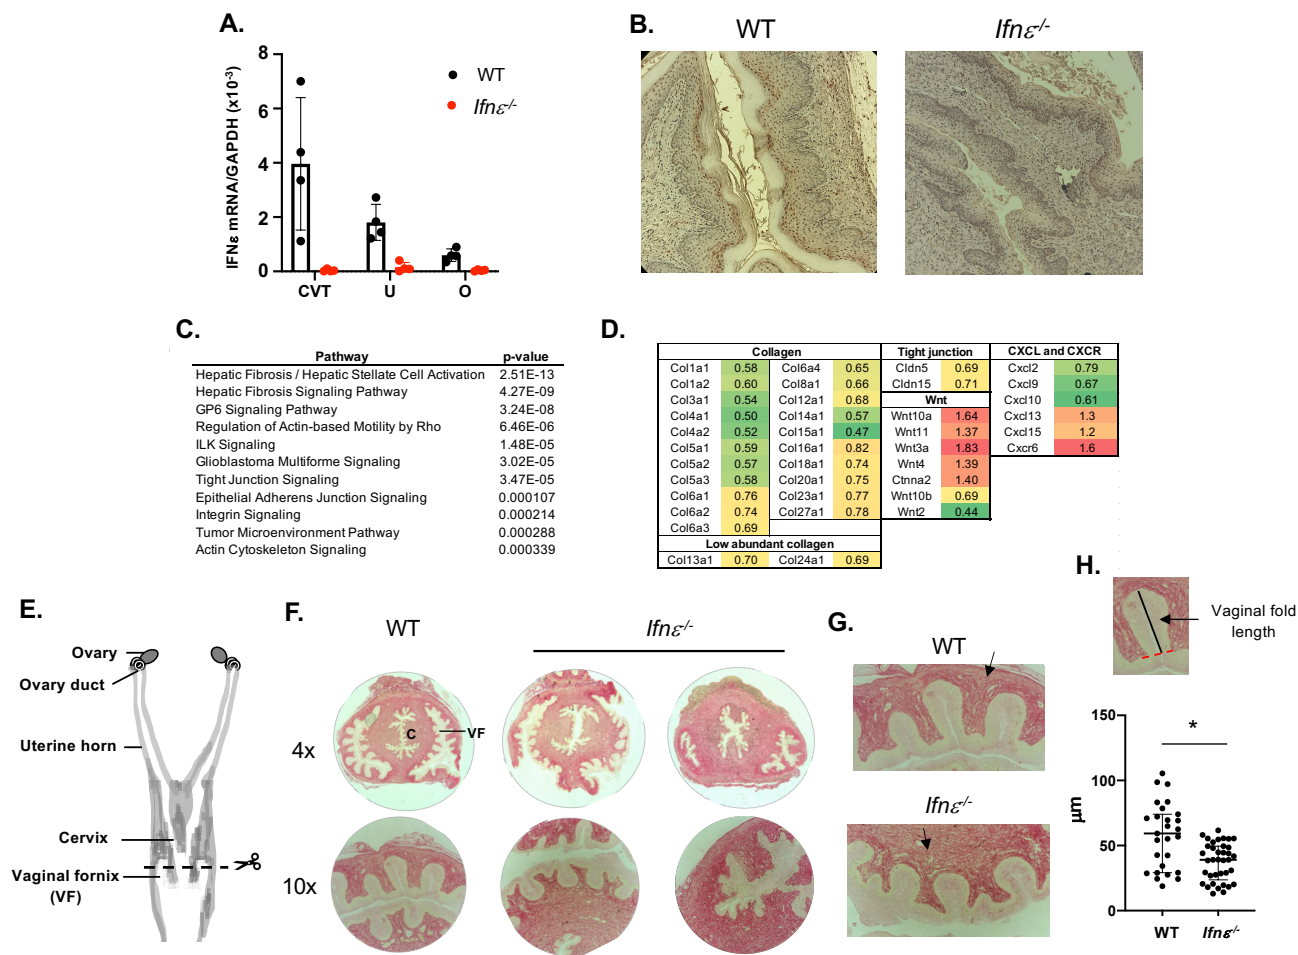 A.
IFNε mRNA/GAPDH (x10⁻³)
8
6
4
2
0
WT
Ifnε⁻/⁻
CVT U O
B.
WT Ifnε⁻/⁻
C.
Pathway p-value
Hepatic Fibrosis / Hepatic Stellate Cell Activation 2.51E-13
Hepatic Fibrosis Signaling Pathway 4.27E-09
GP6 Signaling Pathway 3.24E-08
Regulation of Actin-based Motility by Rho 6.46E-06
ILK Signaling 1.48E-05
Glioblastoma Multiforme Signaling 3.02E-05
Tight Junction Signaling 3.47E-05
Epithelial Adherens Junction Signaling 0.000107
Integrin Signaling 0.000214
Tumor Microenvironment Pathway 0.000288
Actin Cytoskeleton Signaling 0.000339
D.
Collagen
Col1a1 0.58 Col6a4 0.65
Col1a2 0.60 Col8a1 0.66
Col3a1 0.54 Col12a1 0.68
Col4a1 0.50 Col14a1 0.57
Col4a2 0.52 Col15a1 0.47
Col5a1 0.59 Col16a1 0.82
Col5a2 0.57 Col18a1 0.74
Col5a3 0.58 Col20a1 0.75
Col6a1 0.76 Col23a1 0.77
Col6a2 0.74 Col27a1 0.78
Col6a3 0.69
Low abundant collagen
Col13a1 0.70 Col24a1 0.69
Tight junction
Cldn5 0.69
Cldn15 0.71
Wnt
Wnt10a 1.64
Wnt11 1.37
Wnt3a 1.83
Wnt4 1.39
Ctnna2 1.40
Wnt10b 0.69
Wnt2 0.44
CXCL and CXCR
Cxcl2 0.79
Cxcl9 0.67
Cxcl10 0.61
Cxcl13 1.3
Cxcl15 1.2
Cxcr6 1.6
E.
Ovary
Ovary duct
Uterine horn
Cervix
Vaginal fornix
(VF)
F.
WT Ifnε⁻/⁻
4x
C
VF
10x
G.
WT
Ifnε⁻/⁻
H.
Vaginal fold
length
µm
150
100
50
0
*
WT Ifnε⁻/⁻